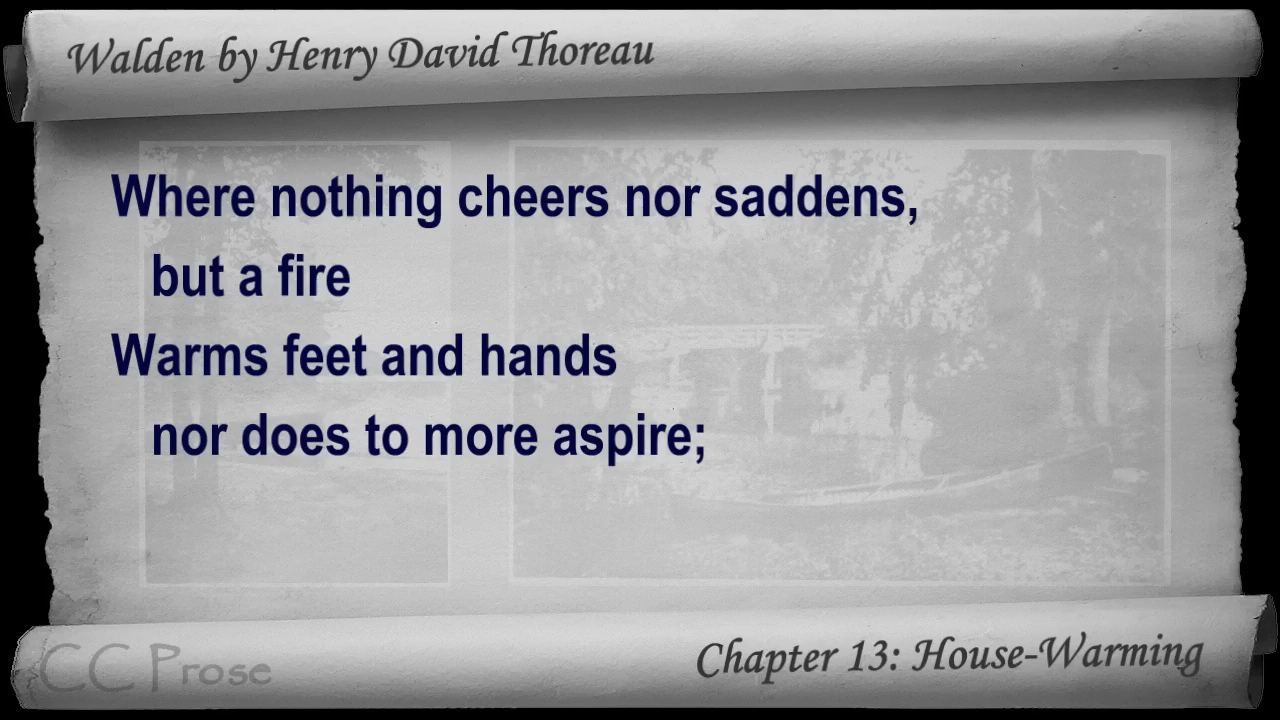 Walden by Henry David Thoreau
Where nothing cheers nor saddens,
but a fire
Warms feet and hands
nor does to more aspire;
CC Prose
Chapter 13: House-Warming